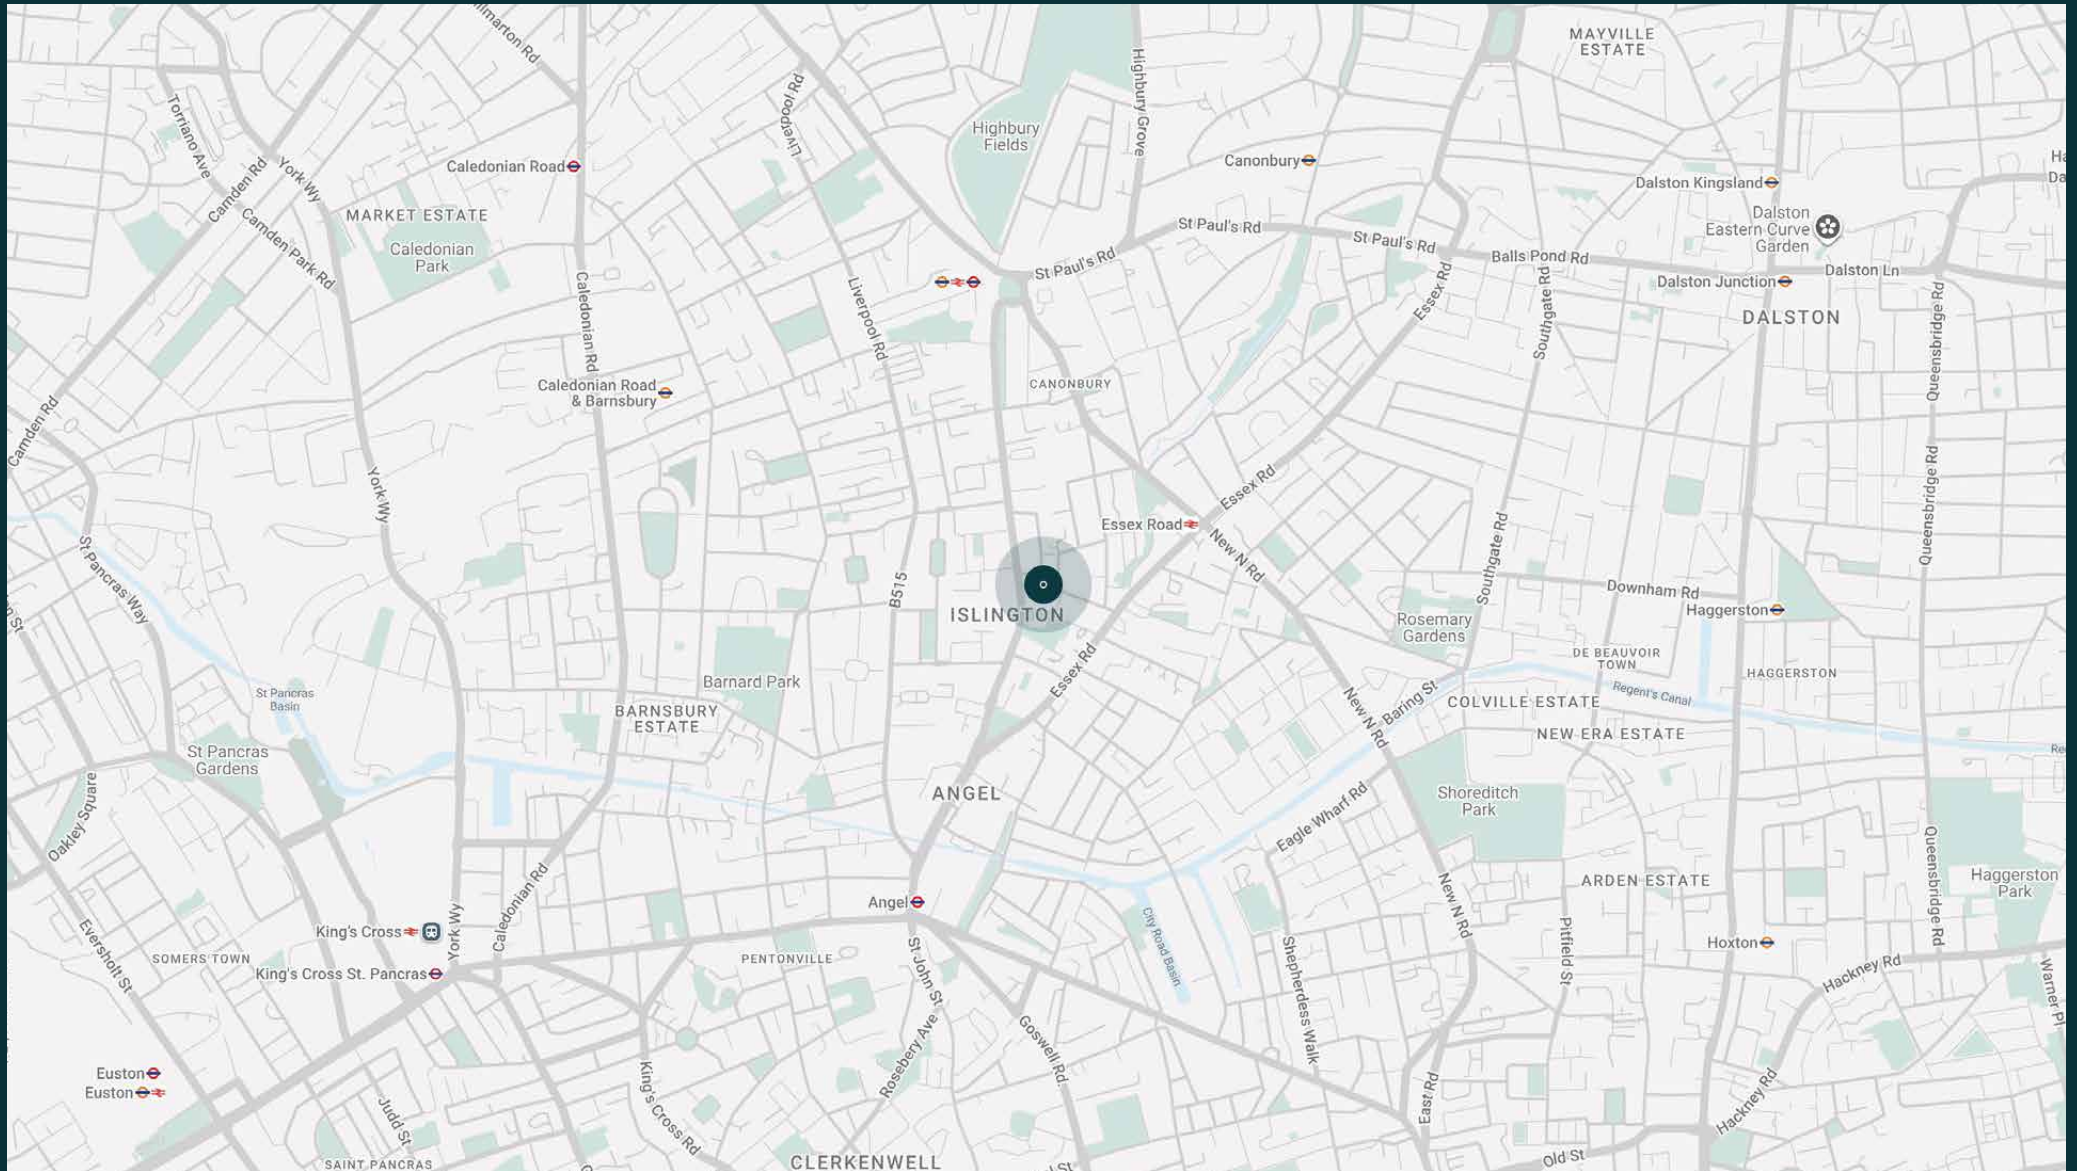 MAYVILLE
ESTATE
Highbury Grove
Liverpool Rd
Torriano Ave
Highbury
Fields
Canonbury
Caledonian Road
York Wy
Camden Rd
Dalston Kingsland
MARKET ESTATE
Dalston
Eastern Curve
Garden
Camden Park Rd
Caledonian
Park
St Paul's Rd
St Paul's Rd
St Paul's Rd
Balls Pond Rd
Dalston Ln
Dalston Junction
Essex Rd
Southgate Rd
Queensbridge Rd
Caledonian Rd
Liverpool Rd
DALSTON
Caledonian Road
& Barnsbury
CANONBURY
Camden Rd
York Wy
Essex Rd
Queensbridge Rd
Essex Road
New N Rd
Southgate Rd
St Pancras Way
B515
Downham Rd
Haggerston
ISLINGTON
Rosemary
Gardens
Essex Rd
DE BEAUVOIR
TOWN
HAGGERSTON
Barnard Park
St Pancras
Basin
Regent's Canal
COLVILLE ESTATE
Baring St
New N Rd
BARNSBURY
ESTATE
NEW ERA ESTATE
St Pancras
Gardens
Oakley Square
ANGEL
Shoreditch
Park
Eagle Wharf Rd
Queensbridge Rd
Haggerston
Park
ARDEN ESTATE
Angel
Caledonian Rd
New N Rd
King's Cross
York Wy
City Road Basin
Pitfield St
Hoxton
Eversholt St
SOMERS TOWN
PENTONVILLE
King's Cross St. Pancras
St John St
Shepherdess Walk
Hackney Rd
Warner Pl
Goswell Rd
Rosebery Ave
Euston
Euston
King's Cross Rd
Judd St
East Rd
Hackney Rd
SAINT PANCRAS
CLERKENWELL
Old St